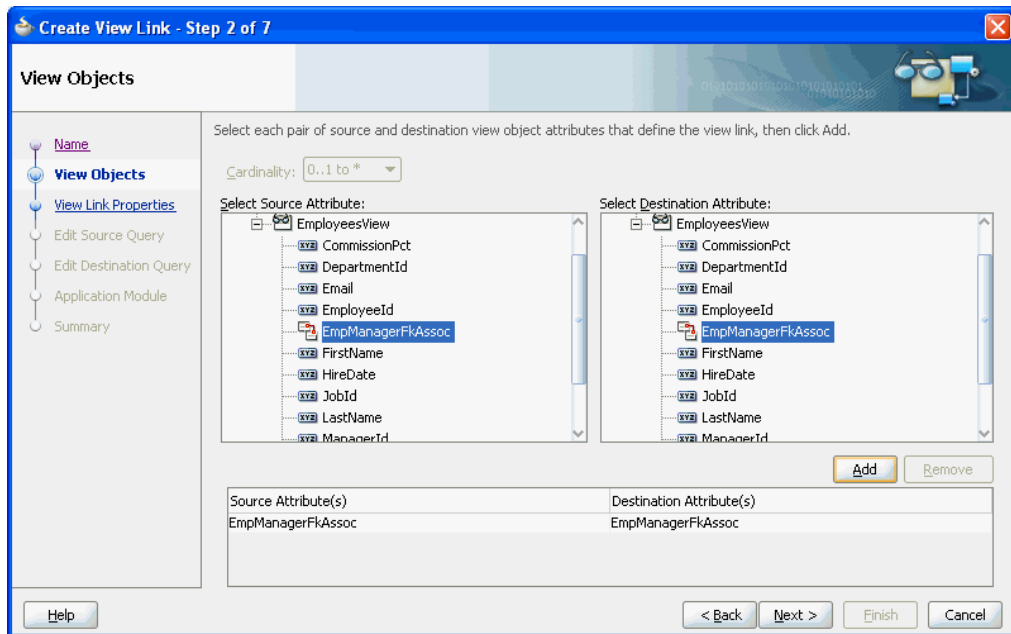 Create View Link - Step 2 of 7
View Objects
Name
View Objects
View Link Properties
Edit Source Query
Edit Destination Query
Application Module
Summary
Select each pair of source and destination view object attributes that define the view link, then click Add.
Cardinality: 0..1 to *
Select Source Attribute:
EmployeesView
CommissionPct
DepartmentId
Email
EmployeeId
EmpManagerFkAssoc
FirstName
HireDate
JobId
LastName
ManagerId
Select Destination Attribute:
EmployeesView
CommissionPct
DepartmentId
Email
EmployeeId
EmpManagerFkAssoc
FirstName
HireDate
JobId
LastName
ManagerId
Add Remove
Source Attribute(s) Destination Attribute(s)
EmpManagerFkAssoc EmpManagerFkAssoc
Help < Back Next > Finish Cancel